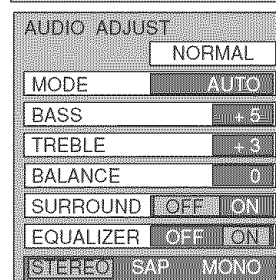 AUDIO ADJUST
NORMAL
MODE AUTO
BASS +5
TREBLE +3
BALANCE 0
SURROUND OFF ON
EQUALIZER OFF ON
STEREO SAP MONO